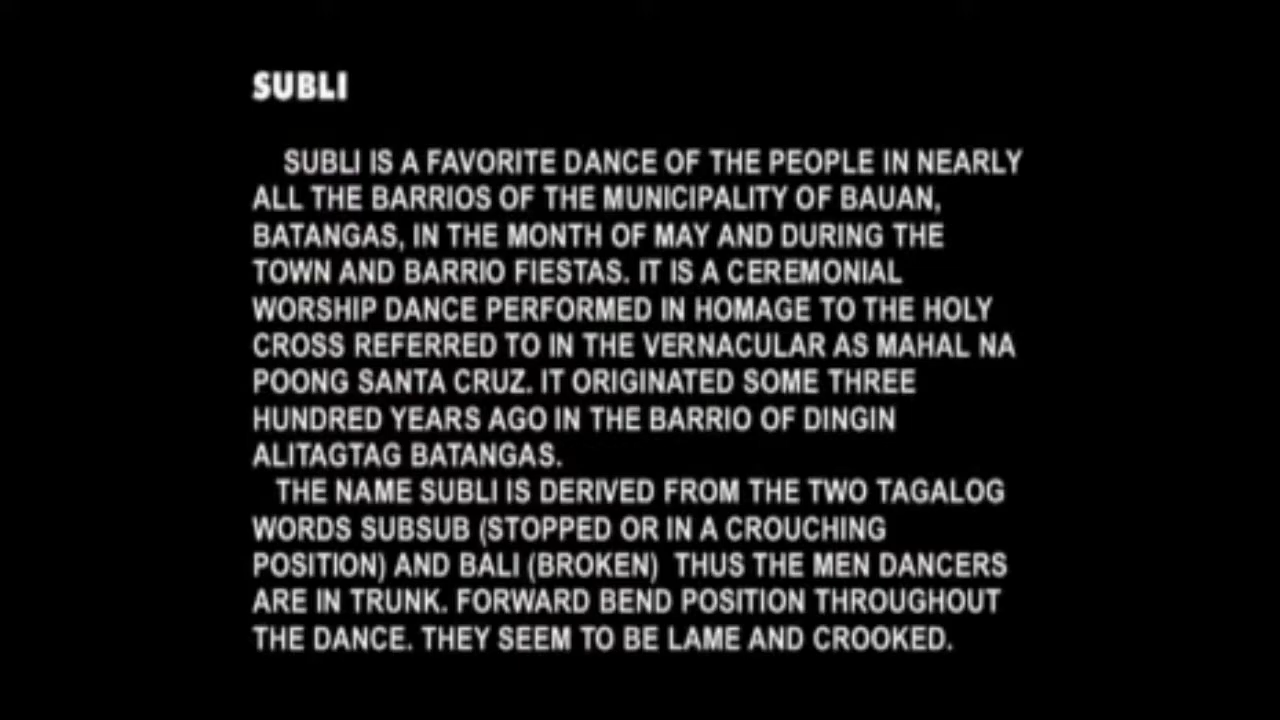 SUBLI
SUBLI IS A FAVORITE DANCE OF THE PEOPLE IN NEARLY
ALL THE BARRIOS OF THE MUNICIPALITY OF BAUAN,
BATANGAS, IN THE MONTH OF MAY AND DURING THE
TOWN AND BARRIO FIESTAS. IT IS A CEREMONIAL
WORSHIP DANCE PERFORMED IN HOMAGE TO THE HOLY
CROSS REFERRED TO IN THE VERNACULAR AS MAHAL NA
POONG SANTA CRUZ. IT ORIGINATED SOME THREE
HUNDRED YEARS AGO IN THE BARRIO OF DINGIN
ALITAGTAG BATANGAS.
THE NAME SUBLI IS DERIVED FROM THE TWO TAGALOG
WORDS SUBSUB (STOPPED OR IN A CROUCHING
POSITION) AND BALI (BROKEN) THUS THE MEN DANCERS
ARE IN TRUNK. FORWARD BEND POSITION THROUGHOUT
THE DANCE. THEY SEEM TO BE LAME AND CROOKED.